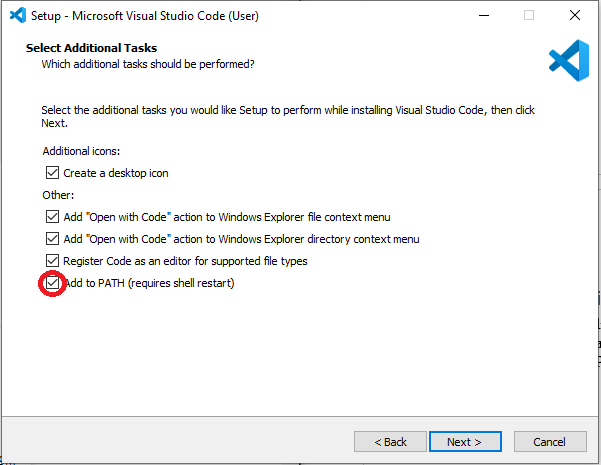 Setup - Microsoft Visual Studio Code (User)
Select Additional Tasks
Which additional tasks should be performed?
Select the additional tasks you would like Setup to perform while installing Visual Studio Code, then click
Next.
Additional icons:
Create a desktop icon
Other:
Add "Open with Code" action to Windows Explorer file context menu
Add "Open with Code" action to Windows Explorer directory context menu
Register Code as an editor for supported file types
Add to PATH (requires shell restart)
< Back
Next >
Cancel